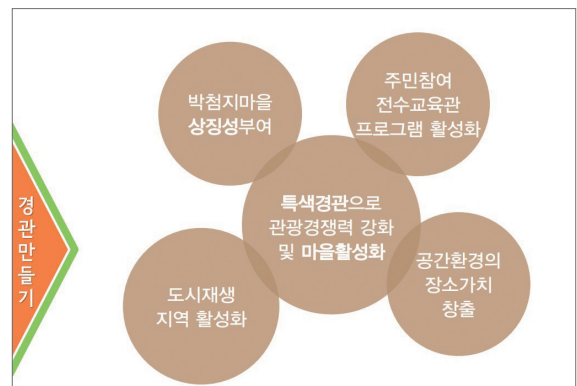 경관만들기
박첨지마을
상징성부여
주민참여
전수교육관
프로그램 활성화
특색경관으로
관광경쟁력 강화
및 마을활성화
도시재생
지역 활성화
공간환경의
장소가치
창출